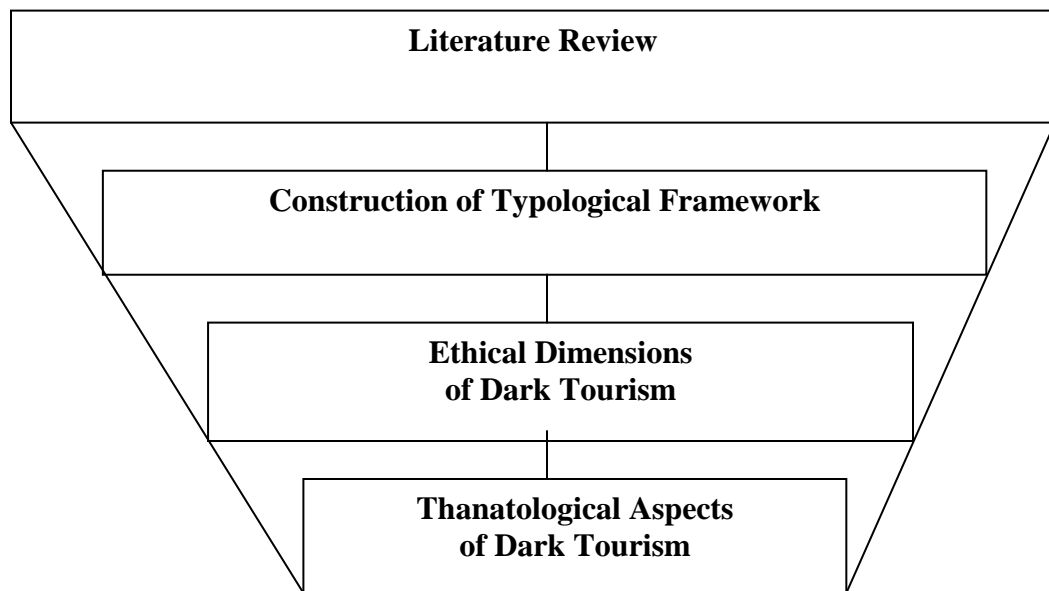 Literature Review
Construction of Typological Framework
Ethical Dimensions
of Dark Tourism
Thanatological Aspects
of Dark Tourism